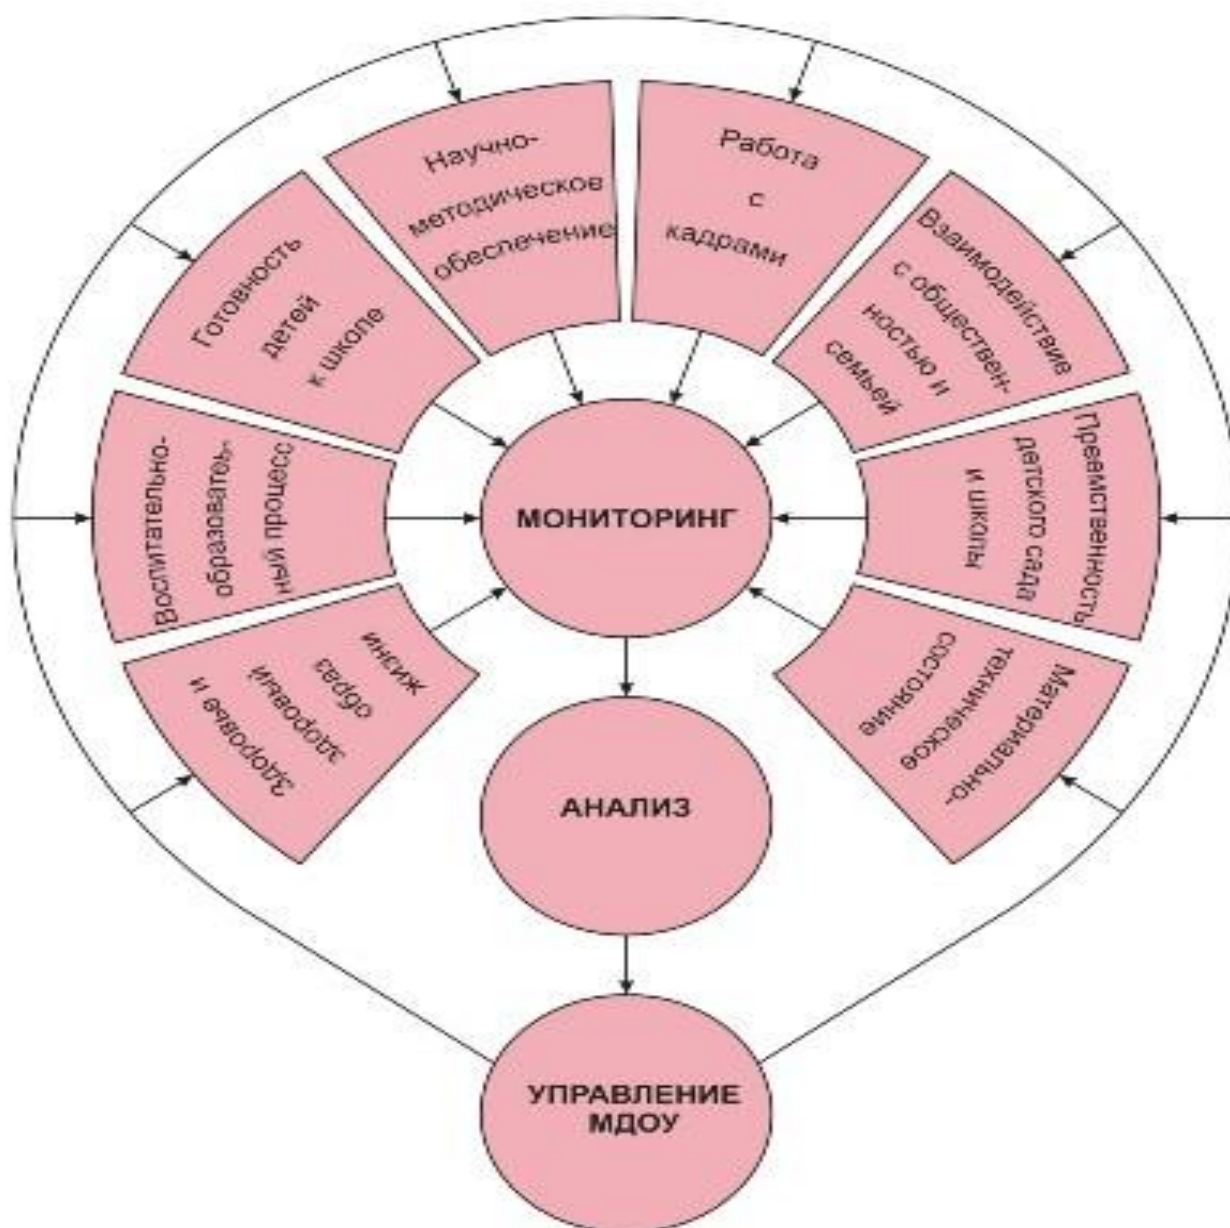 Здоровье и
здоровый
образ
жизни
Воспитательно-
образоватеь-
ный процесс
Готовность
детей
к школе
Научно-
методическое
обеспечение
Работа
с
кадрами
Взаимодействие
с обществен-
ностью и
семьей
Преемственность
детского сада
и школы
Материально-
техническое
состояние
МОНИТОРИНГ
АНАЛИЗ
УПРАВЛЕНИЕ
МДОУ